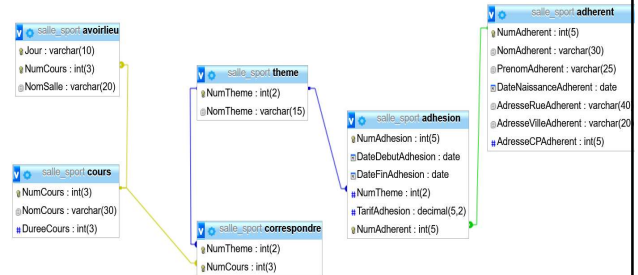 salle_sport avoirlieu
Jour : varchar(10)
NumCours : int(3)
NomSalle : varchar(20)
salle_sport cours
NumCours : int(3)
NomCours : varchar(30)
# DureeCours : int(3)
salle_sport theme
NumTheme : int(2)
NomTheme : varchar(15)
salle_sport correspondre
NumTheme : int(2)
NumCours : int(3)
salle_sport adhesion
NumAdhesion : int(5)
DateDebutAdhesion : date
DateFinAdhesion : date
# NumTheme : int(2)
# TarifAdhesion : decimal(5,2)
NumAdherent : int(5)
salle_sport adherent
NumAdherent : int(5)
NomAdherent : varchar(30)
PrenomAdherent : varchar(25)
DateNaissanceAdherent : date
AdresseRueAdherent : varchar(40
AdresseVilleAdherent : varchar(20
# AdresseCPAdherent : int(5)